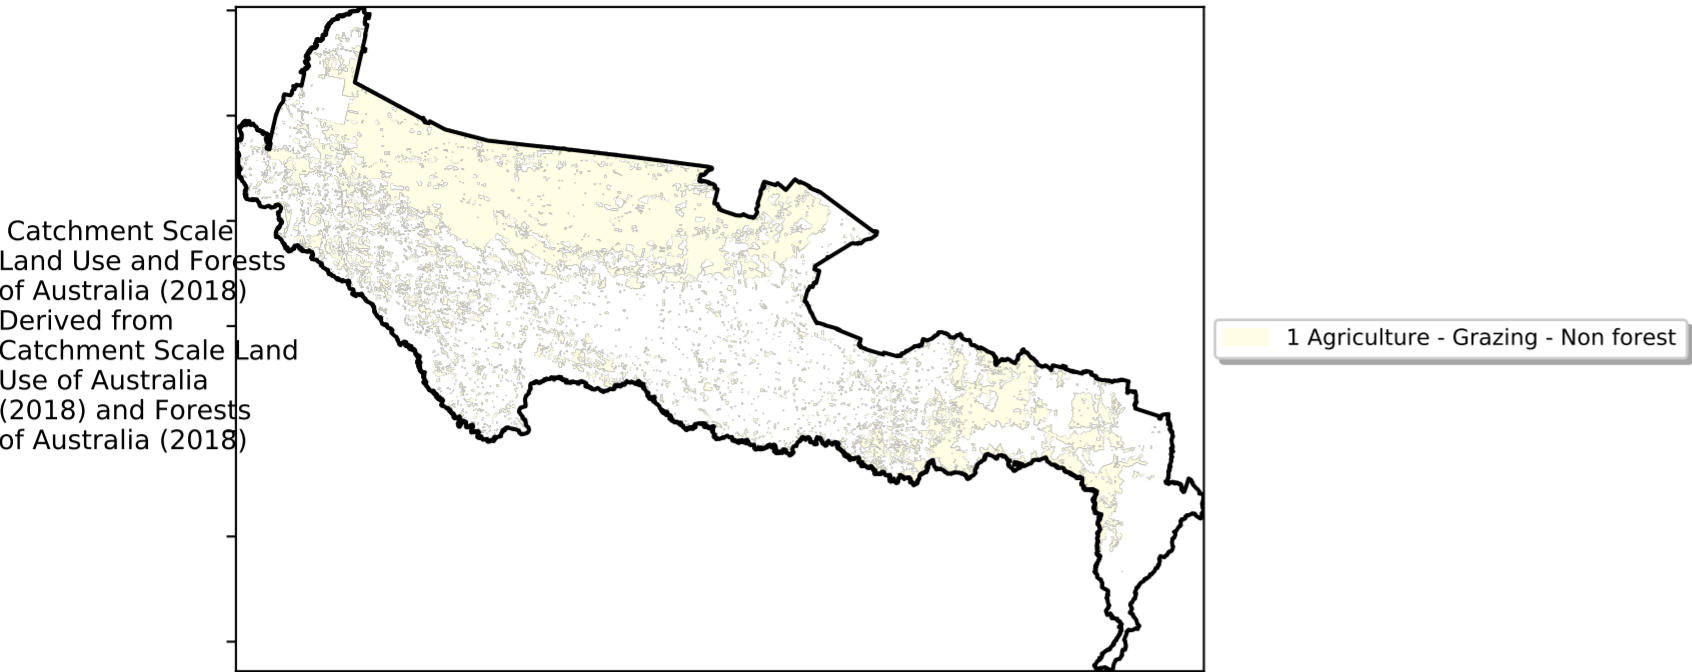 Catchment Scale
Land Use and Forests
of Australia (2018)
Derived from
Catchment Scale Land
Use of Australia
(2018) and Forests
of Australia (2018)
1 Agriculture - Grazing - Non forest